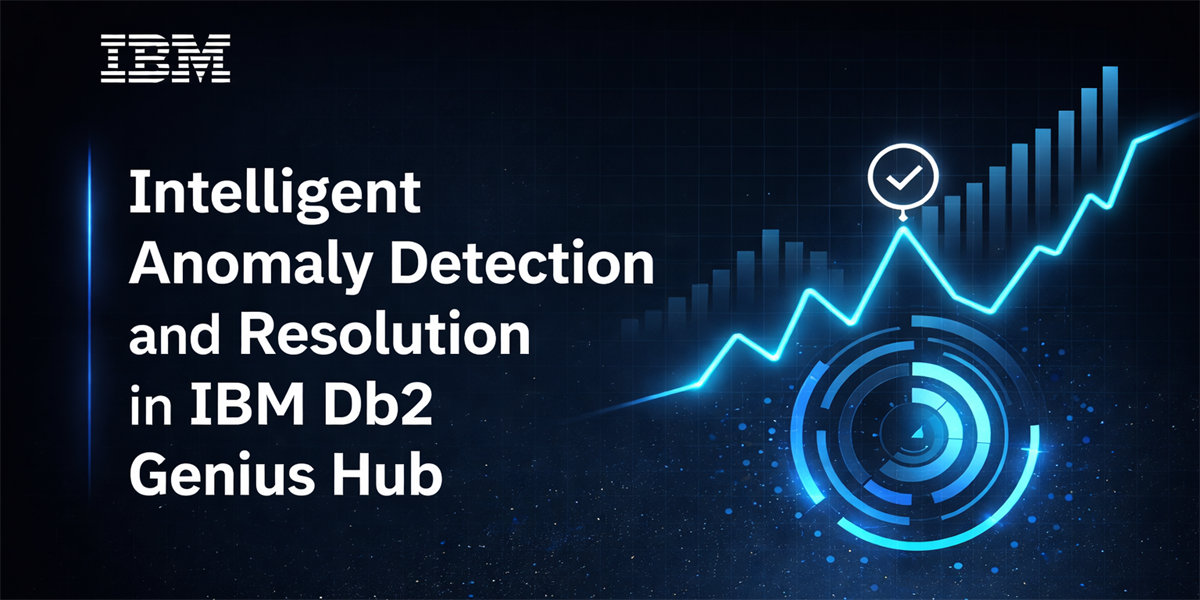 IBM
Intelligent
Anomaly Detection
and Resolution
in IBM Db2
Genius Hub